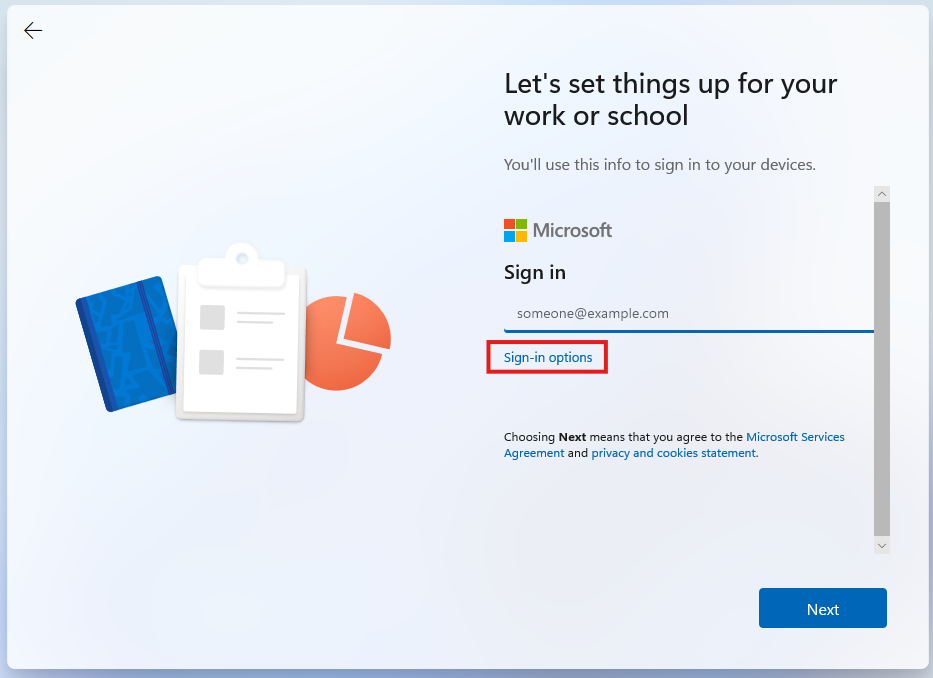 Let's set things up for your
work or school
You'll use this info to sign in to your devices.
Microsoft
Sign in
someone@example.com
Sign-in options
Choosing Next means that you agree to the Microsoft Services
Agreement and privacy and cookies statement.
Next